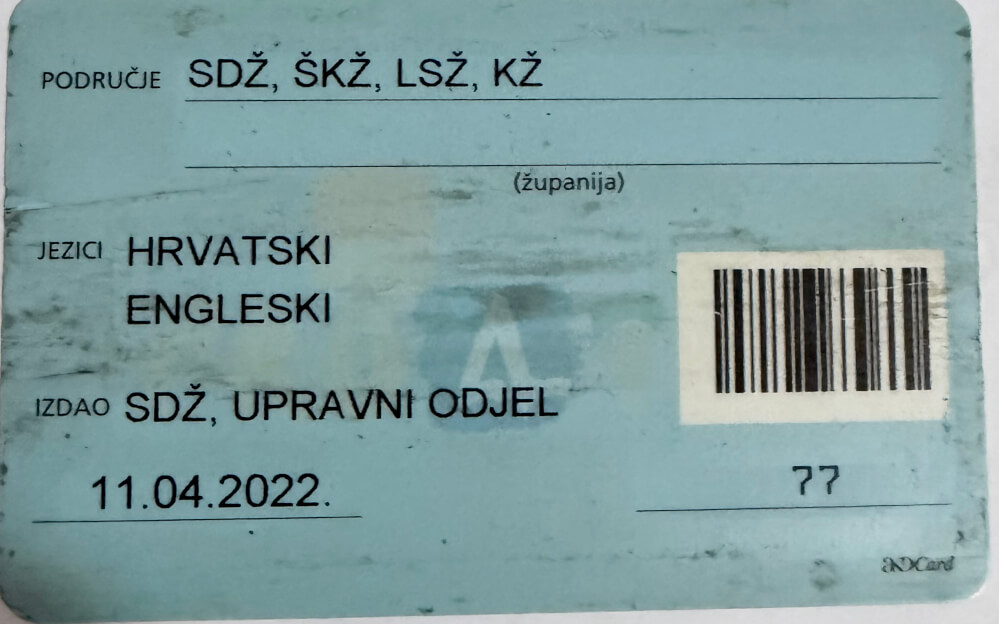 PODRUČJE SDŽ, ŠKŽ, LSŽ, KŽ
(županija)
JEZICI HRVATSKI
ENGLESKI
IZDAO SDŽ, UPRAVNI ODJEL
11.04.2022.
77